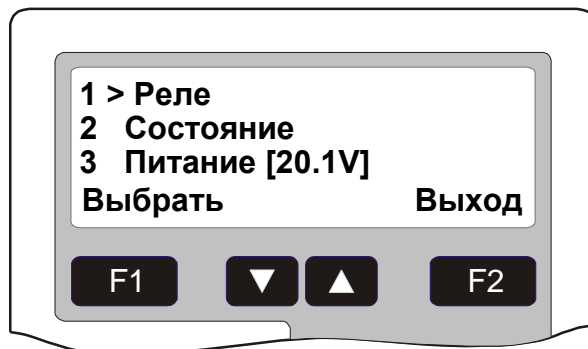 1 > Реле
2 Состояние
3 Питание [20.1V]
Выбрать Выход
F1 ▼ ▲ F2